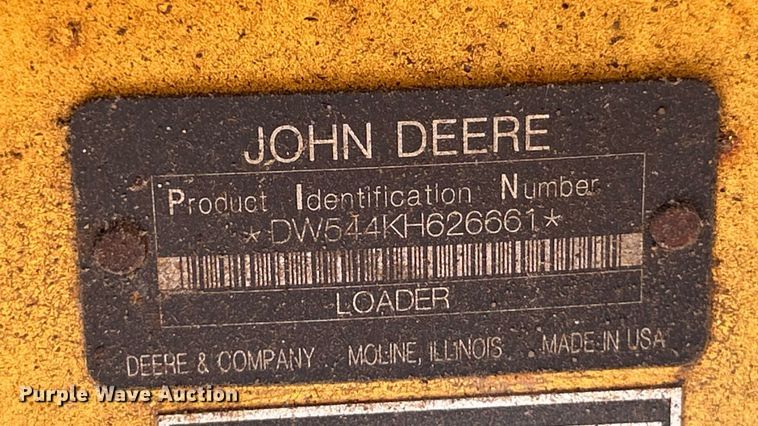 JOHN DEERE
Product Identification Number
*DW544KH626661*
LOADER
DEERE & COMPANY MOLINE, ILLINOIS MADE IN USA
Purple Wave Auction